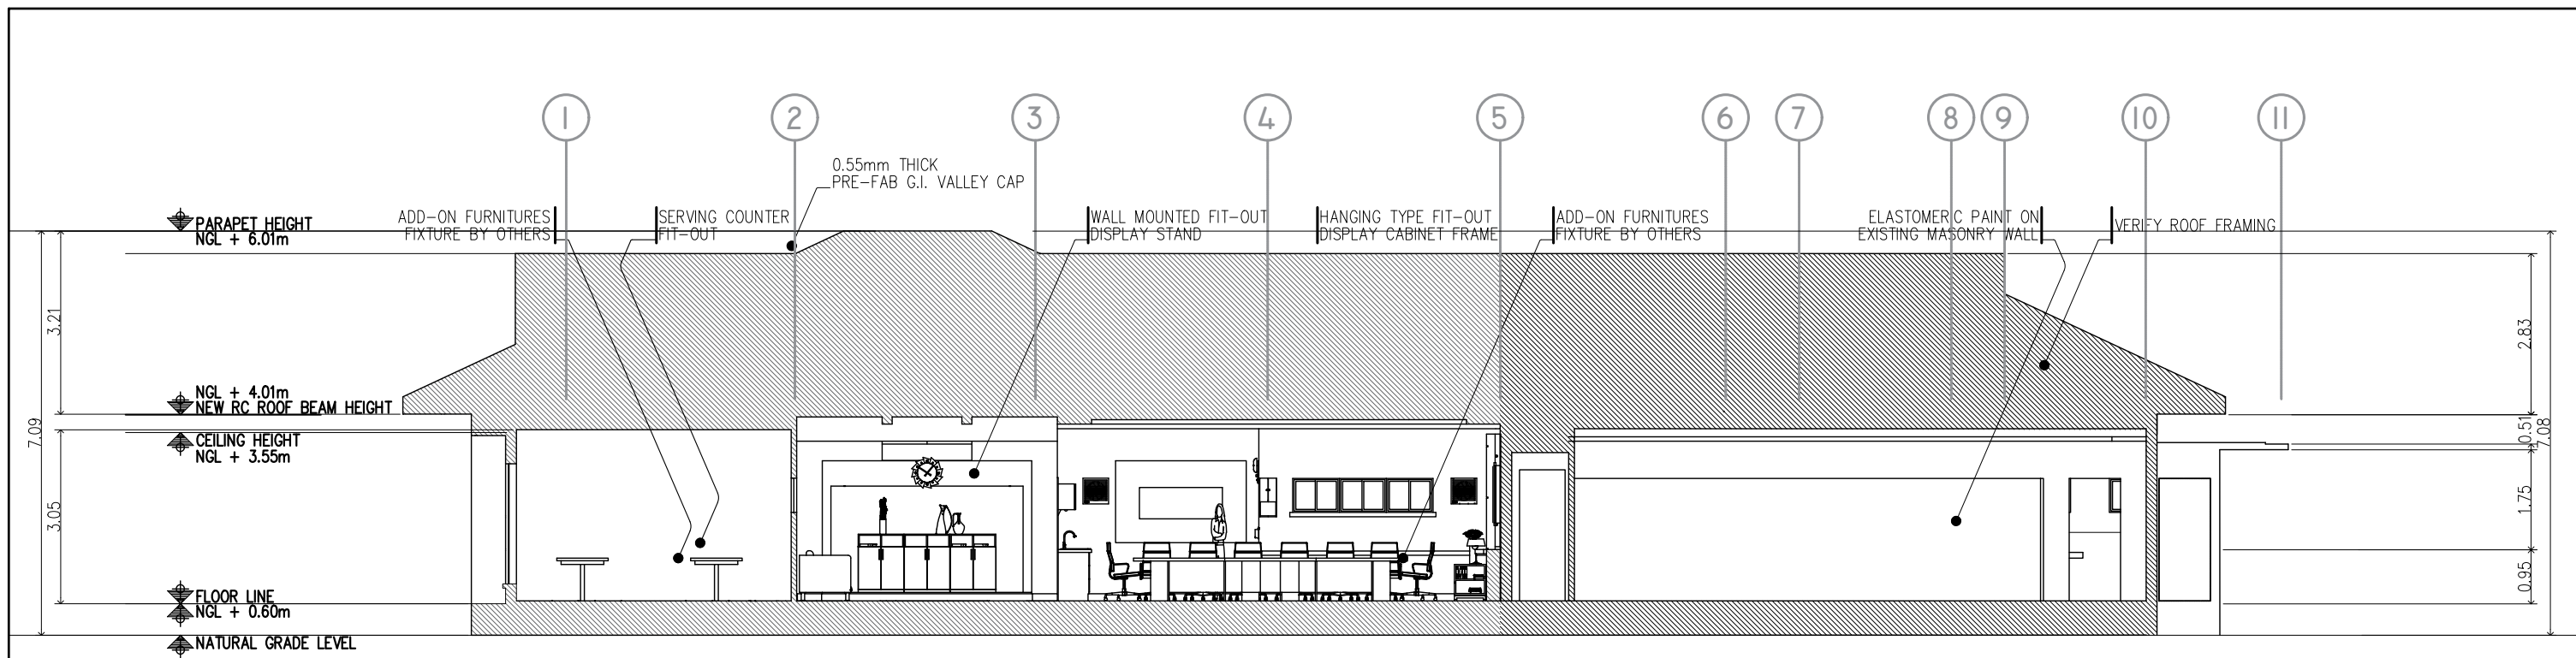 1 2 3 4 5 6 7 8 9 10 11
0.55mm THICK
PRE-FAB G.I. VALLEY CAP
PARAPET HEIGHT
NGL + 6.01m
ADD-ON FURNITURES
FIXTURE BY OTHERS
SERVING COUNTER
FIT-OUT
WALL MOUNTED FIT-OUT
DISPLAY STAND
HANGING TYPE FIT-OUT
DISPLAY CABINET FRAME
ADD-ON FURNITURES
FIXTURE BY OTHERS
ELASTOMERIC PAINT ON
EXISTING MASONRY WALL
VERIFY ROOF FRAMING
NGL + 4.01m
NEW RC ROOF BEAM HEIGHT
CEILING HEIGHT
NGL + 3.55m
FLOOR LINE
NGL + 0.60m
NATURAL GRADE LEVEL
7.09
3.21
3.05
2.83
0.51
7.08
1.75
0.95